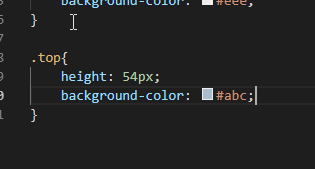 background-color: #eee;
}
.top{
height: 54px;
background-color: #abc;
}